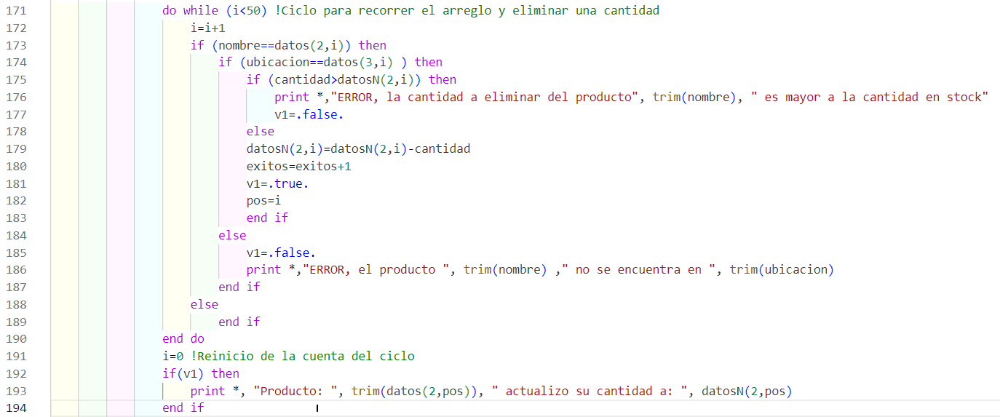 171 do while (i<50) !Ciclo para recorrer el arreglo y eliminar una cantidad
172 i=i+1
173 if (nombre==datos(2,i)) then
174 if (ubicacion==datos(3,i) ) then
175 if (cantidad>datosN(2,i)) then
176 print *,"ERROR, la cantidad a eliminar del producto", trim(nombre), " es mayor a la cantidad en stock"
177 v1=.false.
178 else
179 datosN(2,i)=datosN(2,i)-cantidad
180 exitos=exitos+1
181 v1=.true.
182 pos=i
183 end if
184 else
185 v1=.false.
186 print *,"ERROR, el producto ", trim(nombre) ," no se encuentra en ", trim(ubicacion)
187 end if
188 else
189 end if
190 end do
191 i=0 !Reinicio de la cuenta del ciclo
192 if(v1) then
193 print *, "Producto: ", trim(datos(2,pos)), " actualizo su cantidad a: ", datosN(2,pos)
194 end if